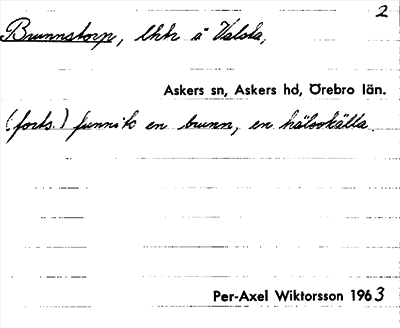 2
Brunnstorp, lhh å Valsta,
Askers sn, Askers hd, Örebro län.
(forts.) funnits en brunn, en hälsokälla.
Per-Axel Wiktorsson 1963